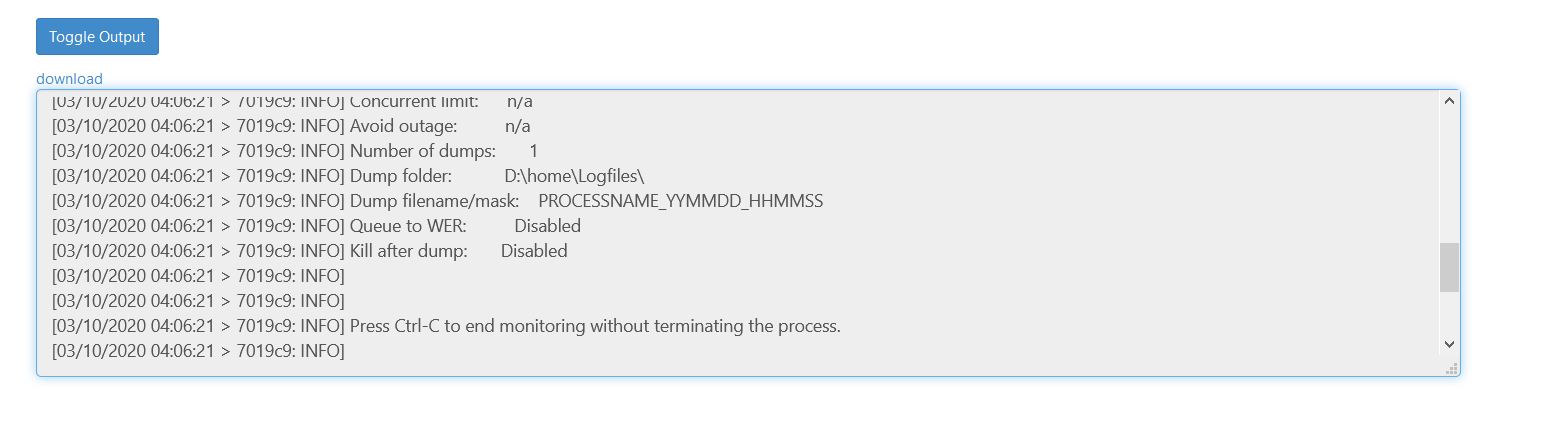 Toggle Output
download
[03/10/2020 04:06:21 > 7019c9: INFO] Concurrent limit: n/a
[03/10/2020 04:06:21 > 7019c9: INFO] Avoid outage: n/a
[03/10/2020 04:06:21 > 7019c9: INFO] Number of dumps: 1
[03/10/2020 04:06:21 > 7019c9: INFO] Dump folder: D:\home\Logfiles\
[03/10/2020 04:06:21 > 7019c9: INFO] Dump filename/mask: PROCESSNAME_YYMMDD_HHMMSS
[03/10/2020 04:06:21 > 7019c9: INFO] Queue to WER: Disabled
[03/10/2020 04:06:21 > 7019c9: INFO] Kill after dump: Disabled
[03/10/2020 04:06:21 > 7019c9: INFO]
[03/10/2020 04:06:21 > 7019c9: INFO]
[03/10/2020 04:06:21 > 7019c9: INFO] Press Ctrl-C to end monitoring without terminating the process.
[03/10/2020 04:06:21 > 7019c9: INFO]